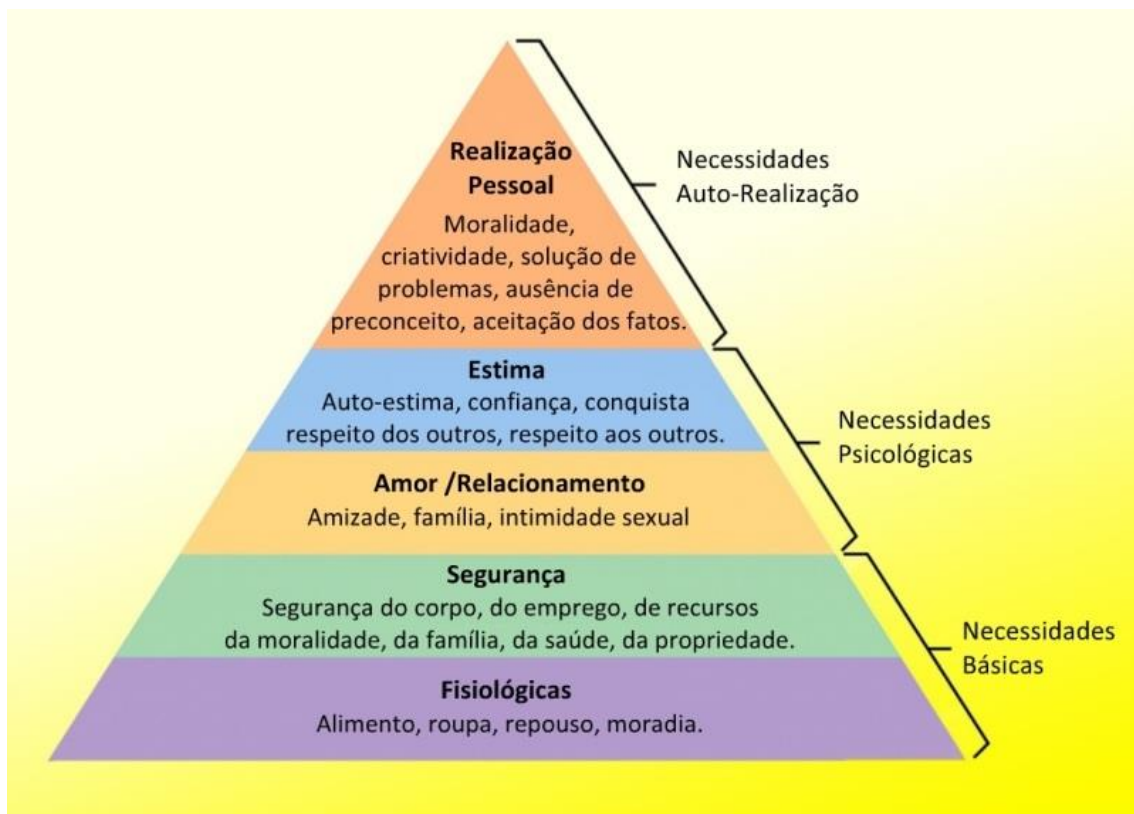 Realização
Pessoal
Moralidade,
criatividade, solução de
problemas, ausência de
preconceito, aceitação dos fatos.
Necessidades
Auto-Realização
Estima
Auto-estima, confiança, conquista
respeito dos outros, respeito aos outros.
Necessidades
Psicológicas
Amor /Relacionamento
Amizade, família, intimidade sexual
Segurança
Segurança do corpo, do emprego, de recursos
da moralidade, da família, da saúde, da propriedade.
Necessidades
Básicas
Fisiológicas
Alimento, roupa, repouso, moradia.